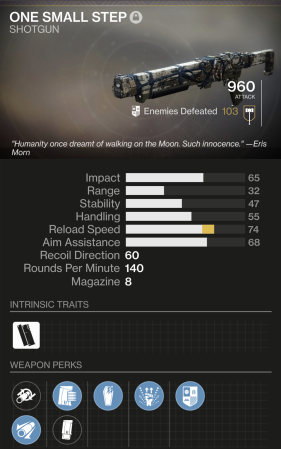 ONE SMALL STEP
SHOTGUN
960
ATTACK
Enemies Defeated 103
"Humanity once dreamt of walking on the Moon. Such innocence." —Eris
Morn
Impact 65
Range 32
Stability 47
Handling 55
Reload Speed 74
Aim Assistance 68
Recoil Direction 60
Rounds Per Minute 140
Magazine 8
INTRINSIC TRAITS
WEAPON PERKS